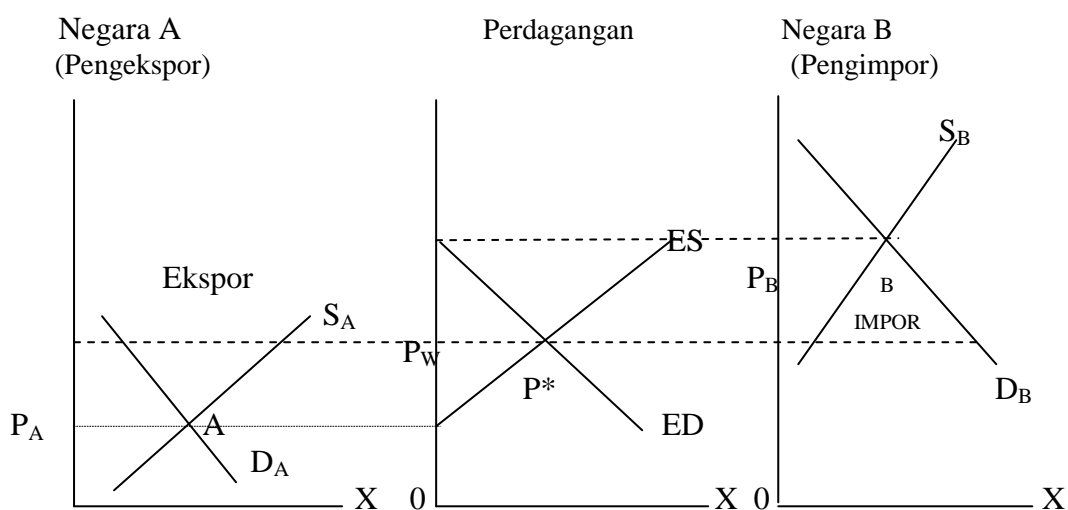 Negara A
(Pengekspor)
Perdagangan
Negara B
(Pengimpor)
Ekspor
S_A
P_A
A
D_A
X
P_W
ES
P*
ED
0
X
S_B
P_B
B
IMPOR
D_B
0
X